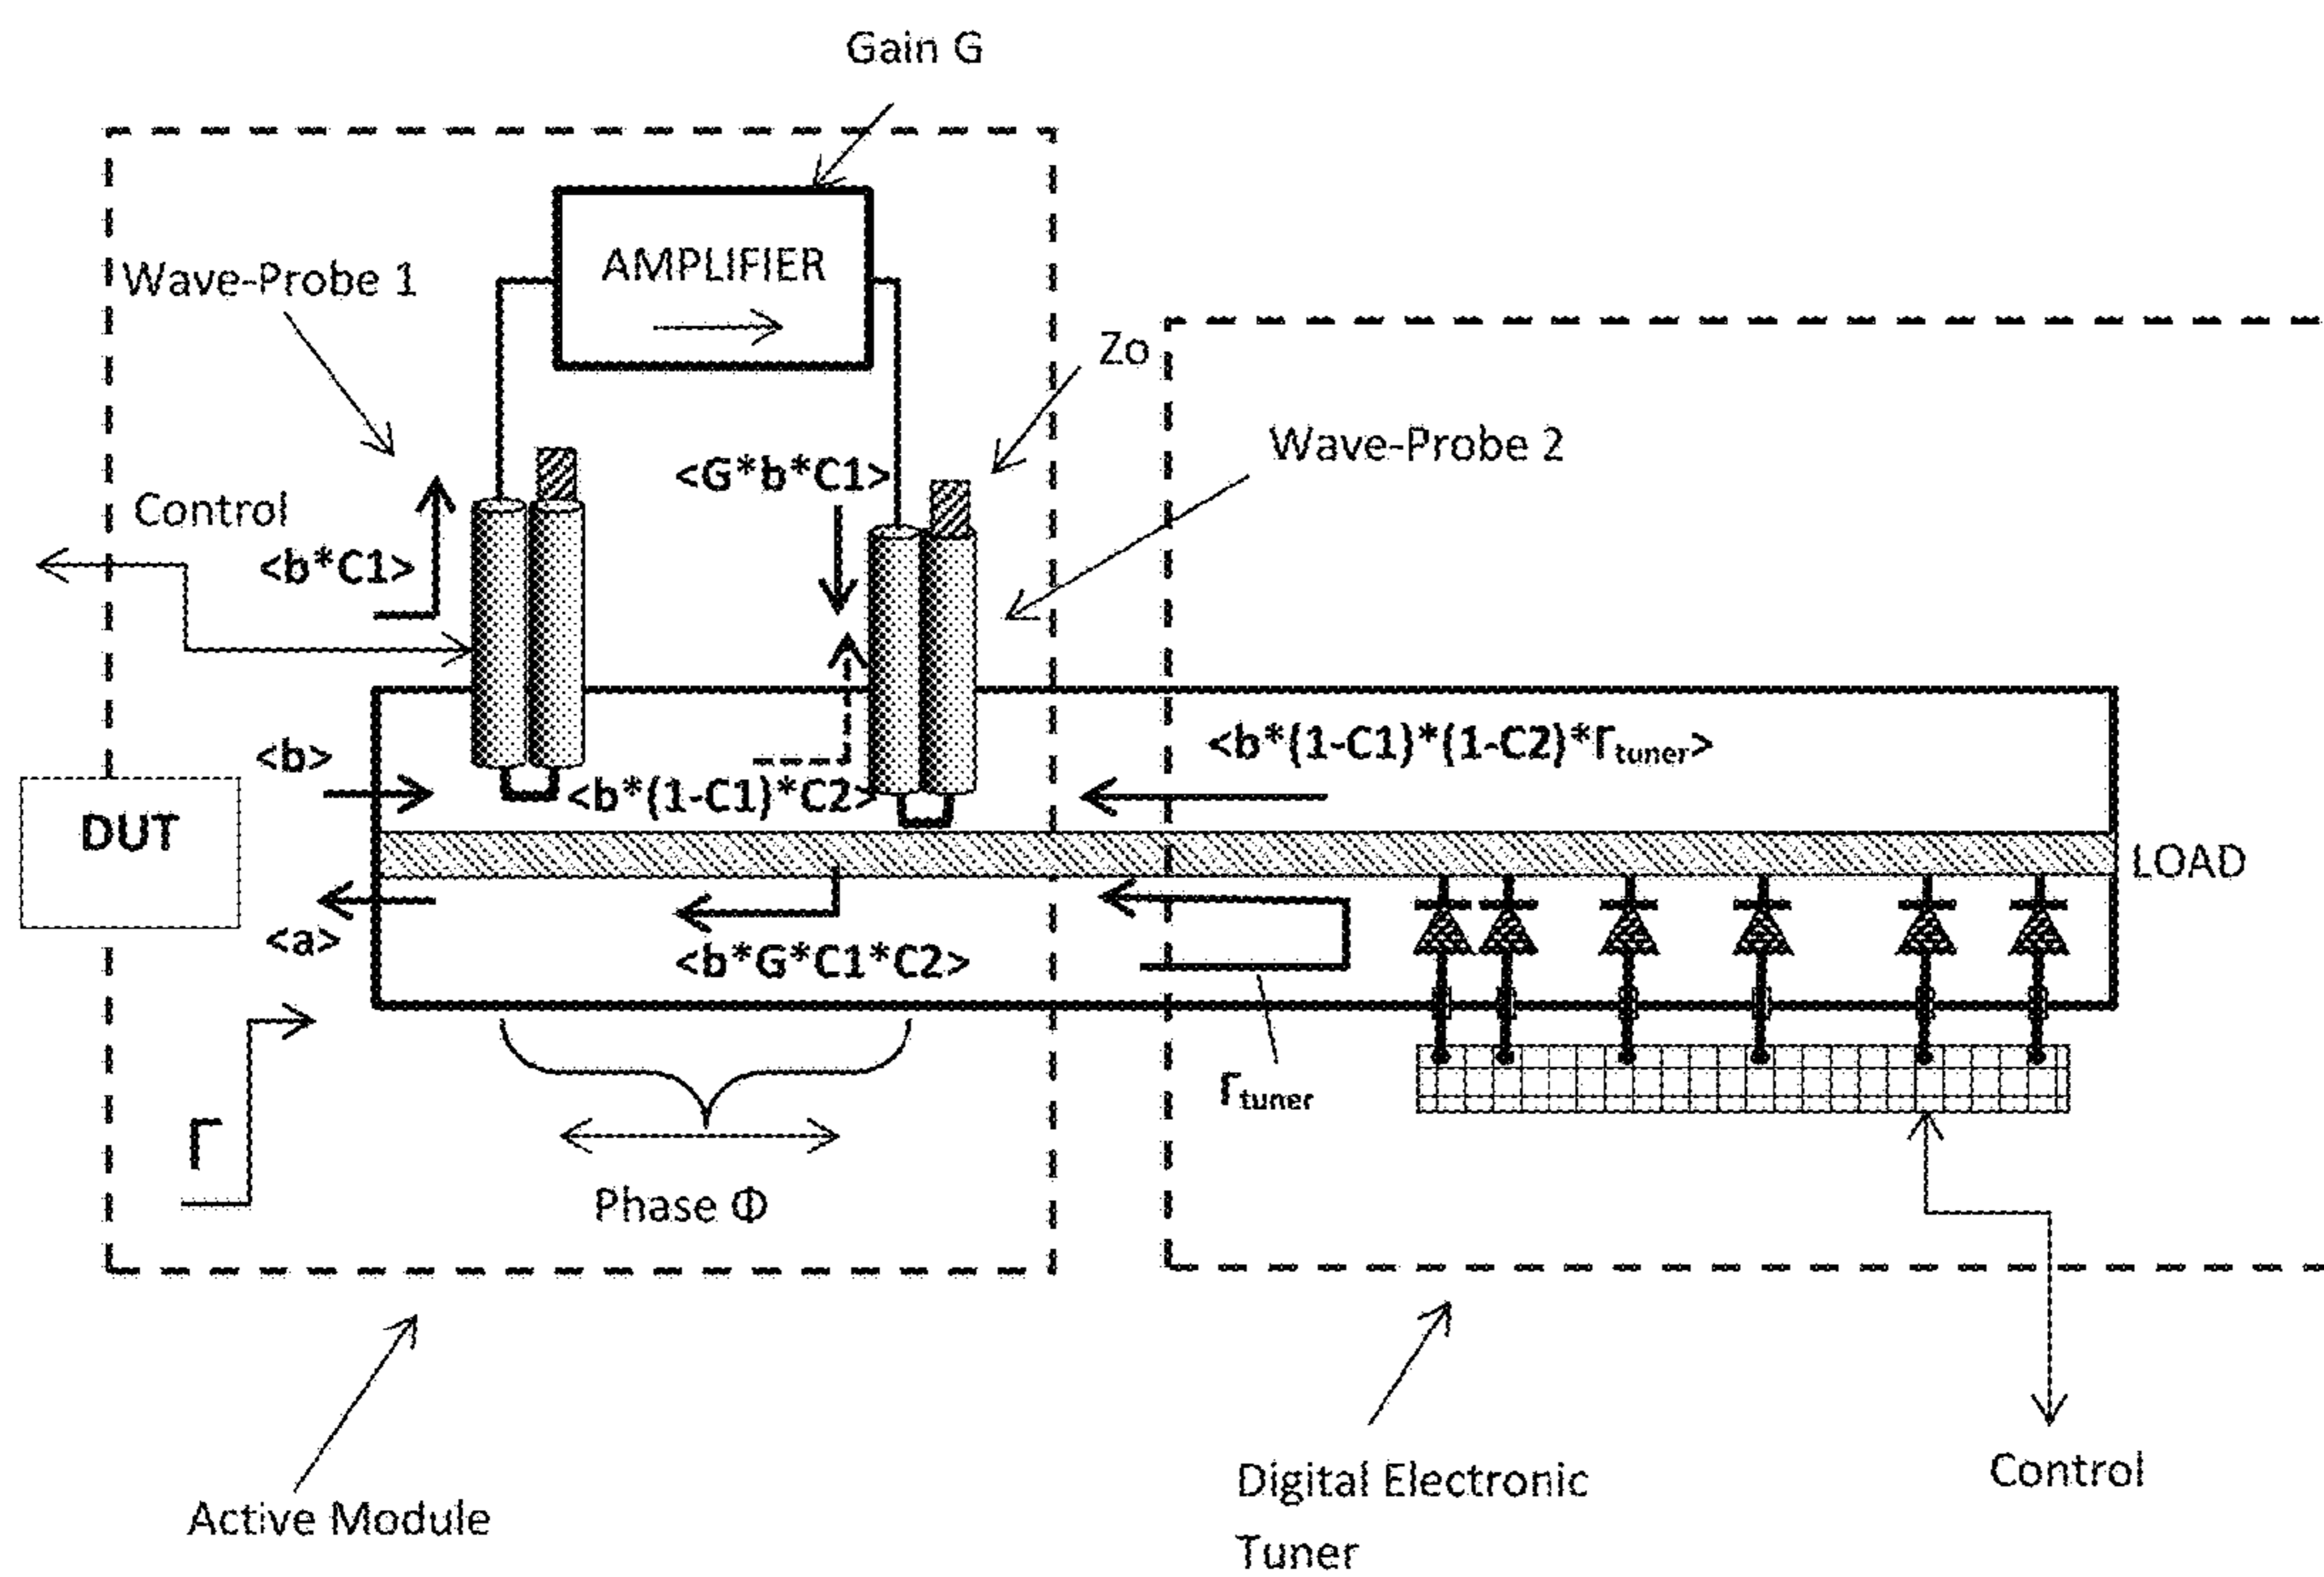 Gain G
AMPLIFIER
Wave-Probe 1
Zo
Wave-Probe 2
<G*b*C1>
Control
<b*C1>
<b>
<b*(1-C1)*C2>
<b*(1-C1)*(1-C2)*Γtuner>
DUT
LOAD
<a>
<b*G*C1*C2>
Γtuner
Γ
Phase Φ
Active Module
Digital Electronic
Tuner
Control